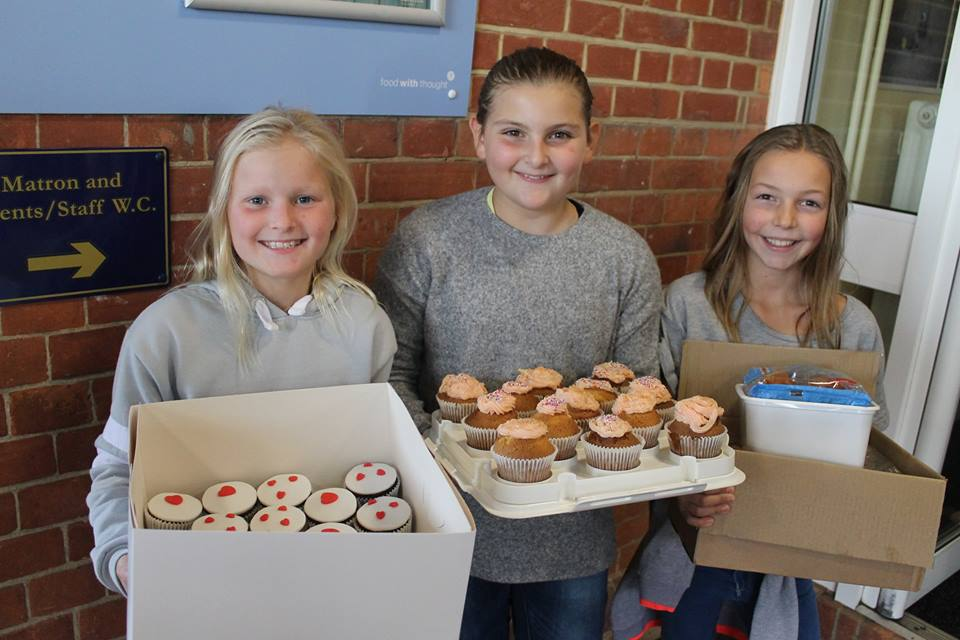 food with thought
Matron and
ents/Staff W.C.